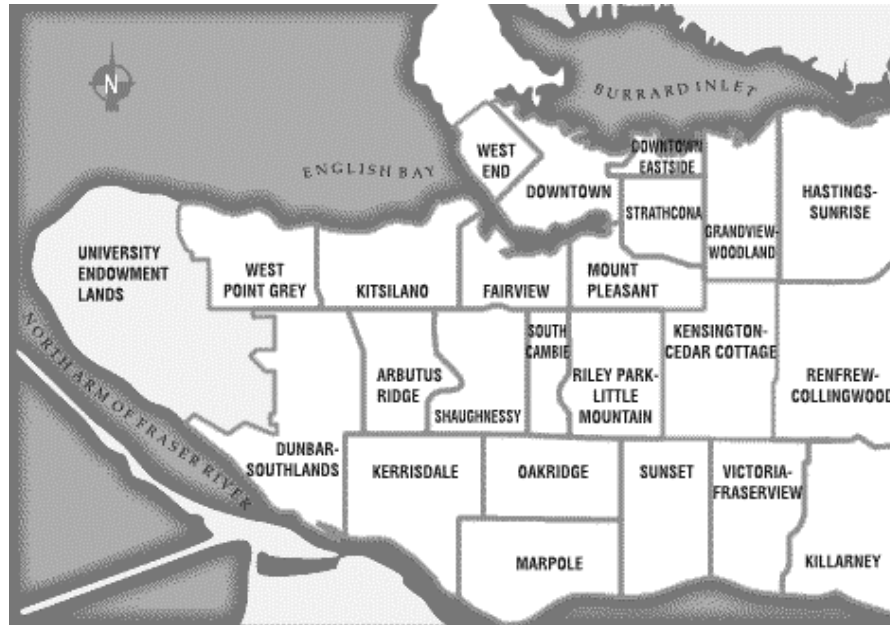 N
BURRARD INLET
ENGLISH BAY
WEST
END
DOWNTOWN
DOWNTOWN
EASTSIDE
STRATHCONA
GRANDVIEW-
WOODLAND
HASTINGS-
SUNRISE
UNIVERSITY
ENDOWMENT
LANDS
WEST
POINT GREY
KITSILANO
FAIRVIEW
MOUNT
PLEASANT
NORTH ARM OF FRASER RIVER
ARBUTUS
RIDGE
SHAUGHNESSY
SOUTH
CAMBIE
RILEY PARK-
LITTLE
MOUNTAIN
KENSINGTON-
CEDAR COTTAGE
RENFREW-
COLLINGWOOD
DUNBAR-
SOUTHLANDS
KERRISDALE
OAKRIDGE
SUNSET
VICTORIA-
FRASERVIEW
MARPOLE
KILLARNEY